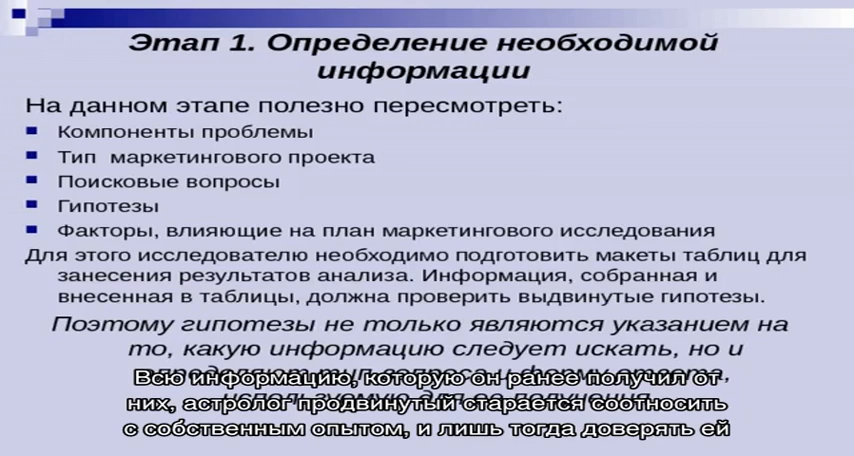 Этап 1. Определение необходимой
информации
На данном этапе полезно пересмотреть:
Компоненты проблемы
Тип маркетингового проекта
Поисковые вопросы
Гипотезы
Факторы, влияющие на план маркетингового исследования
Для этого исследователю необходимо подготовить макеты таблиц для
занесения результатов анализа. Информация, собранная и
внесенная в таблицы, должна проверить выдвинутые гипотезы.
Поэтому гипотезы не только являются указанием на
то, какую информацию следует искать, но и
Всю информацию, которую он ранее получил от
них, астролог продвинутый старается соотносить
с собственным опытом, и лишь тогда доверять ей